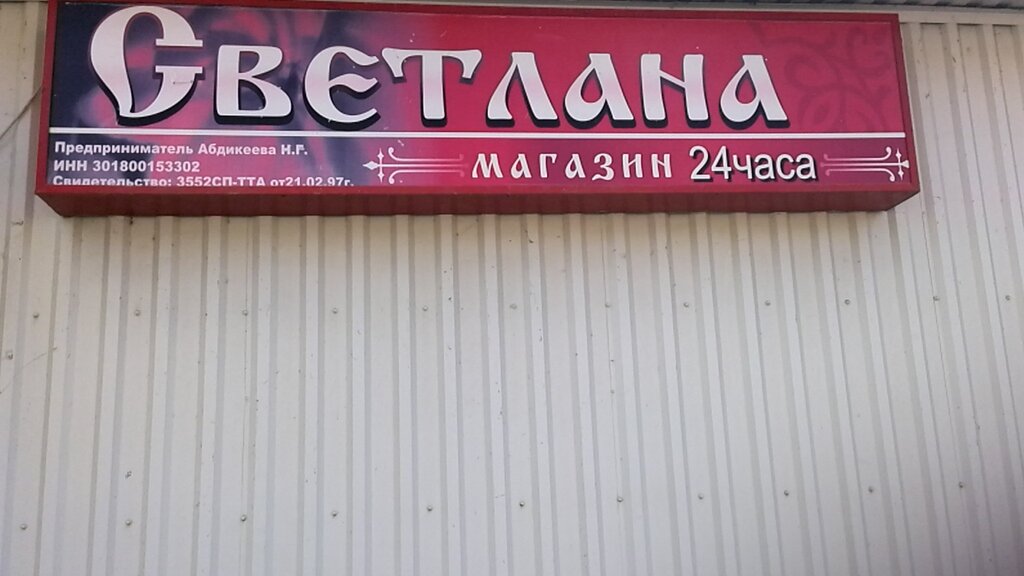 Светлана
Предприниматель Абдикеева Н.Г.
ИНН 301800153302
Свидетельство: 3552СП-ТТА от21.02.97г.
магазин 24часа